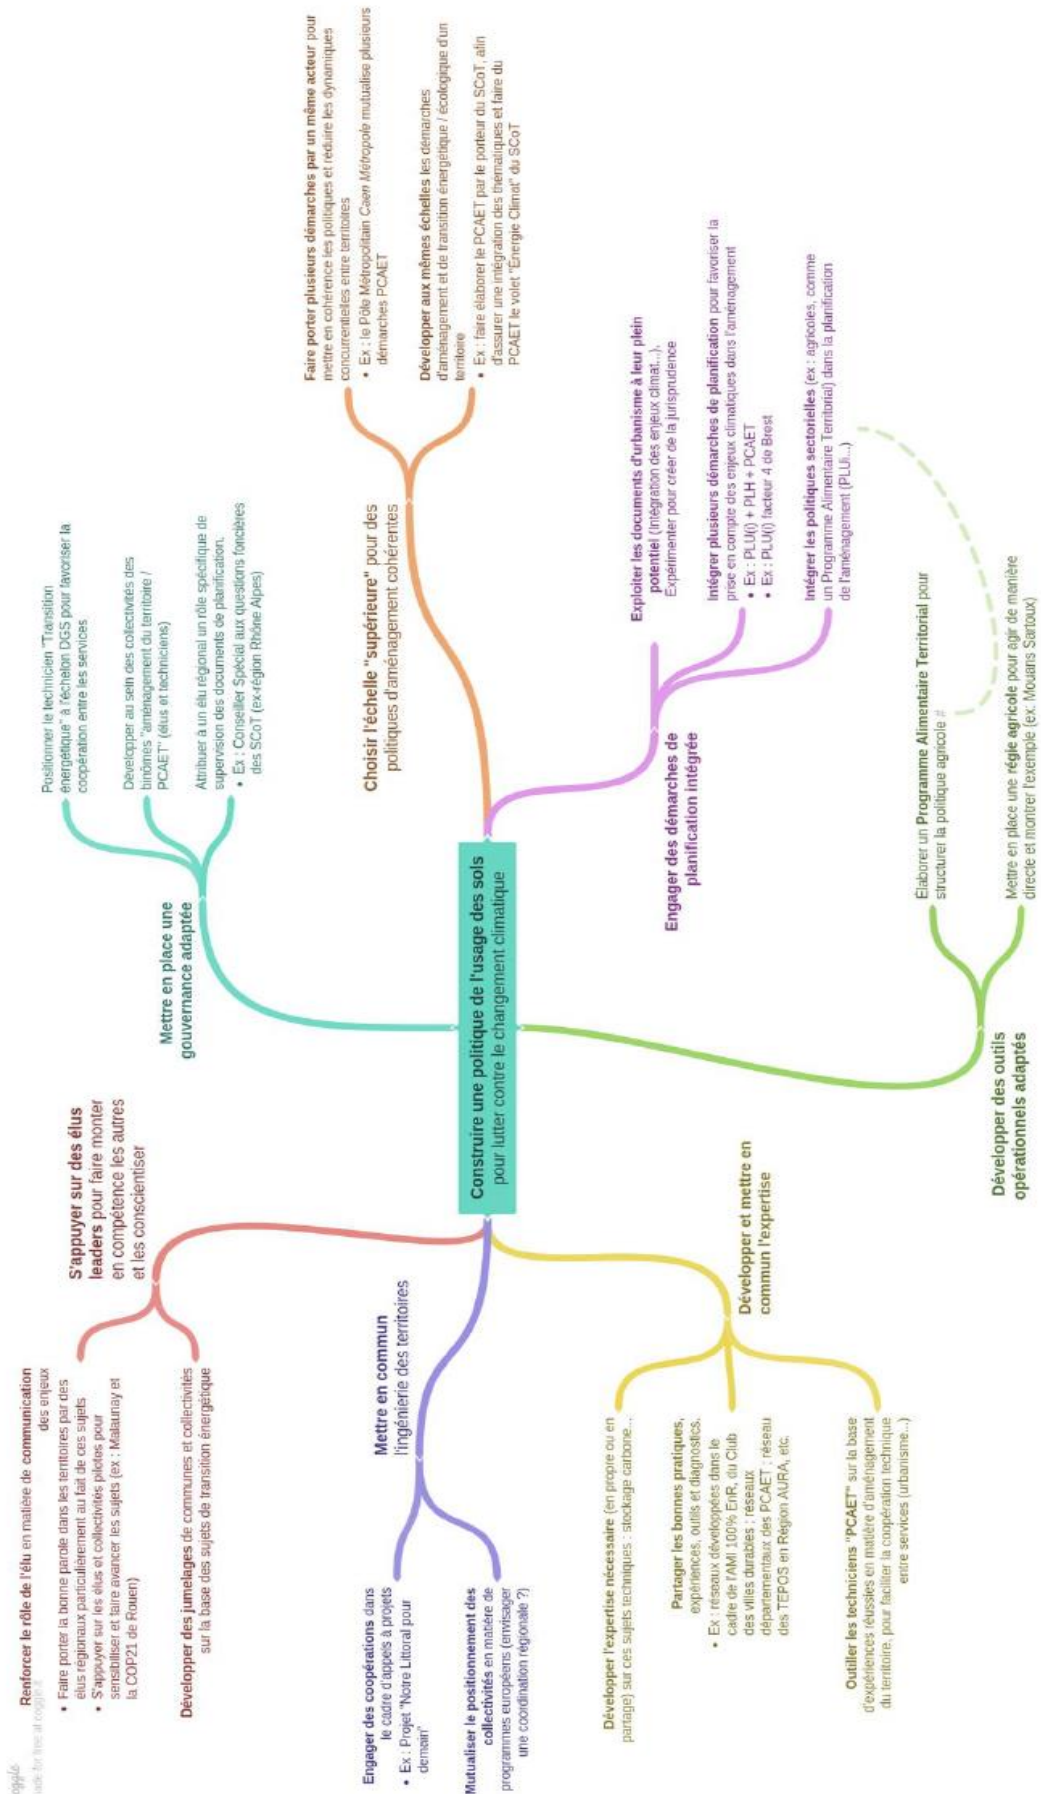 Construire une politique de l'usage des sols
pour lutter contre le changement climatique
S'appuyer sur des élus
leaders pour faire monter
en compétence les autres
et les conscientiser
Renforcer le rôle de l'élu en matière de communication
des enjeux
• Faire porter la bonne parole dans les territoires par des
élus régionaux particulièrement au fait de ces sujets
• S'appuyer sur les élus et collectivités pilotes pour
sensibiliser et faire avancer les sujets (ex : Malaunay et
la COP21 de Rouen)
Développer des jumelages de communes et collectivités
sur la base des sujets de transition énergétique
Mettre en commun
l'ingénierie des territoires
Engager des coopérations dans
le cadre d'appels à projets
• Ex : Projet "Notre Littoral pour
demain"
Mutualiser le positionnement des
collectivités en matière de
programmes européens (envisager
une coordination régionale ?)
Développer et mettre en
commun l'expertise
Développer l'expertise nécessaire (en propre ou en
partage) sur ces sujets techniques : stockage carbone...
Partager les bonnes pratiques,
expériences, outils et diagnostics.
• Ex : réseaux développées dans le
cadre de l'AMI 100% EnR, du Club
des villes durables ; réseaux
départementaux des PCAET ; réseau
des TEPOS en Région AURA, etc.
Outiller les techniciens "PCAET" sur la base
d'expériences réussies en matière d'aménagement
du territoire, pour faciliter la coopération technique
entre services (urbanisme...)
Mettre en place une
gouvernance adaptée
Positionner le technicien "Transition
énergétique" à l'échelon DGS pour favoriser la
coopération entre les services
Développer au sein des collectivités des
binômes "aménagement du territoire /
PCAET" (élus et techniciens)
Attribuer à un élu régional un rôle spécifique de
supervision des documents de planification.
• Ex : Conseiller Spécial aux questions foncières
des SCoT (ex-région Rhône Alpes)
Choisir l'échelle "supérieure" pour des
politiques d'aménagement cohérentes
Faire porter plusieurs démarches par un même acteur pour
mettre en cohérence les politiques et réduire les dynamiques
concurrentielles entre territoires
• Ex : le Pôle Métropolitain Caen Métropole mutualise plusieurs
démarches PCAET
Développer aux mêmes échelles les démarches
d'aménagement et de transition énergétique / écologique d'un
territoire
• Ex : faire élaborer le PCAET par le porteur du SCoT, afin
d'assurer une intégration des thématiques et faire du
PCAET le volet "Énergie Climat" du SCoT
Engager des démarches de
planification intégrée
Exploiter les documents d'urbanisme à leur plein
potentiel (Intégration des enjeux climat...).
Expérimenter pour créer de la jurisprudence
Intégrer plusieurs démarches de planification pour favoriser la
prise en compte des enjeux climatiques dans l'aménagement
• Ex : PLU(i) + PLH + PCAET
• Ex : PLU(i) facteur 4 de Brest
Intégrer les politiques sectorielles (ex : agricoles, comme
un Programme Alimentaire Territorial) dans la planification
de l'aménagement (PLUi...)
Développer des outils
opérationnels adaptés
Elaborer un Programme Alimentaire Territorial pour
structurer la politique agricole #
Mettre en place une régie agricole pour agir de manière
directe et montrer l'exemple (ex: Mouans Sartoux)